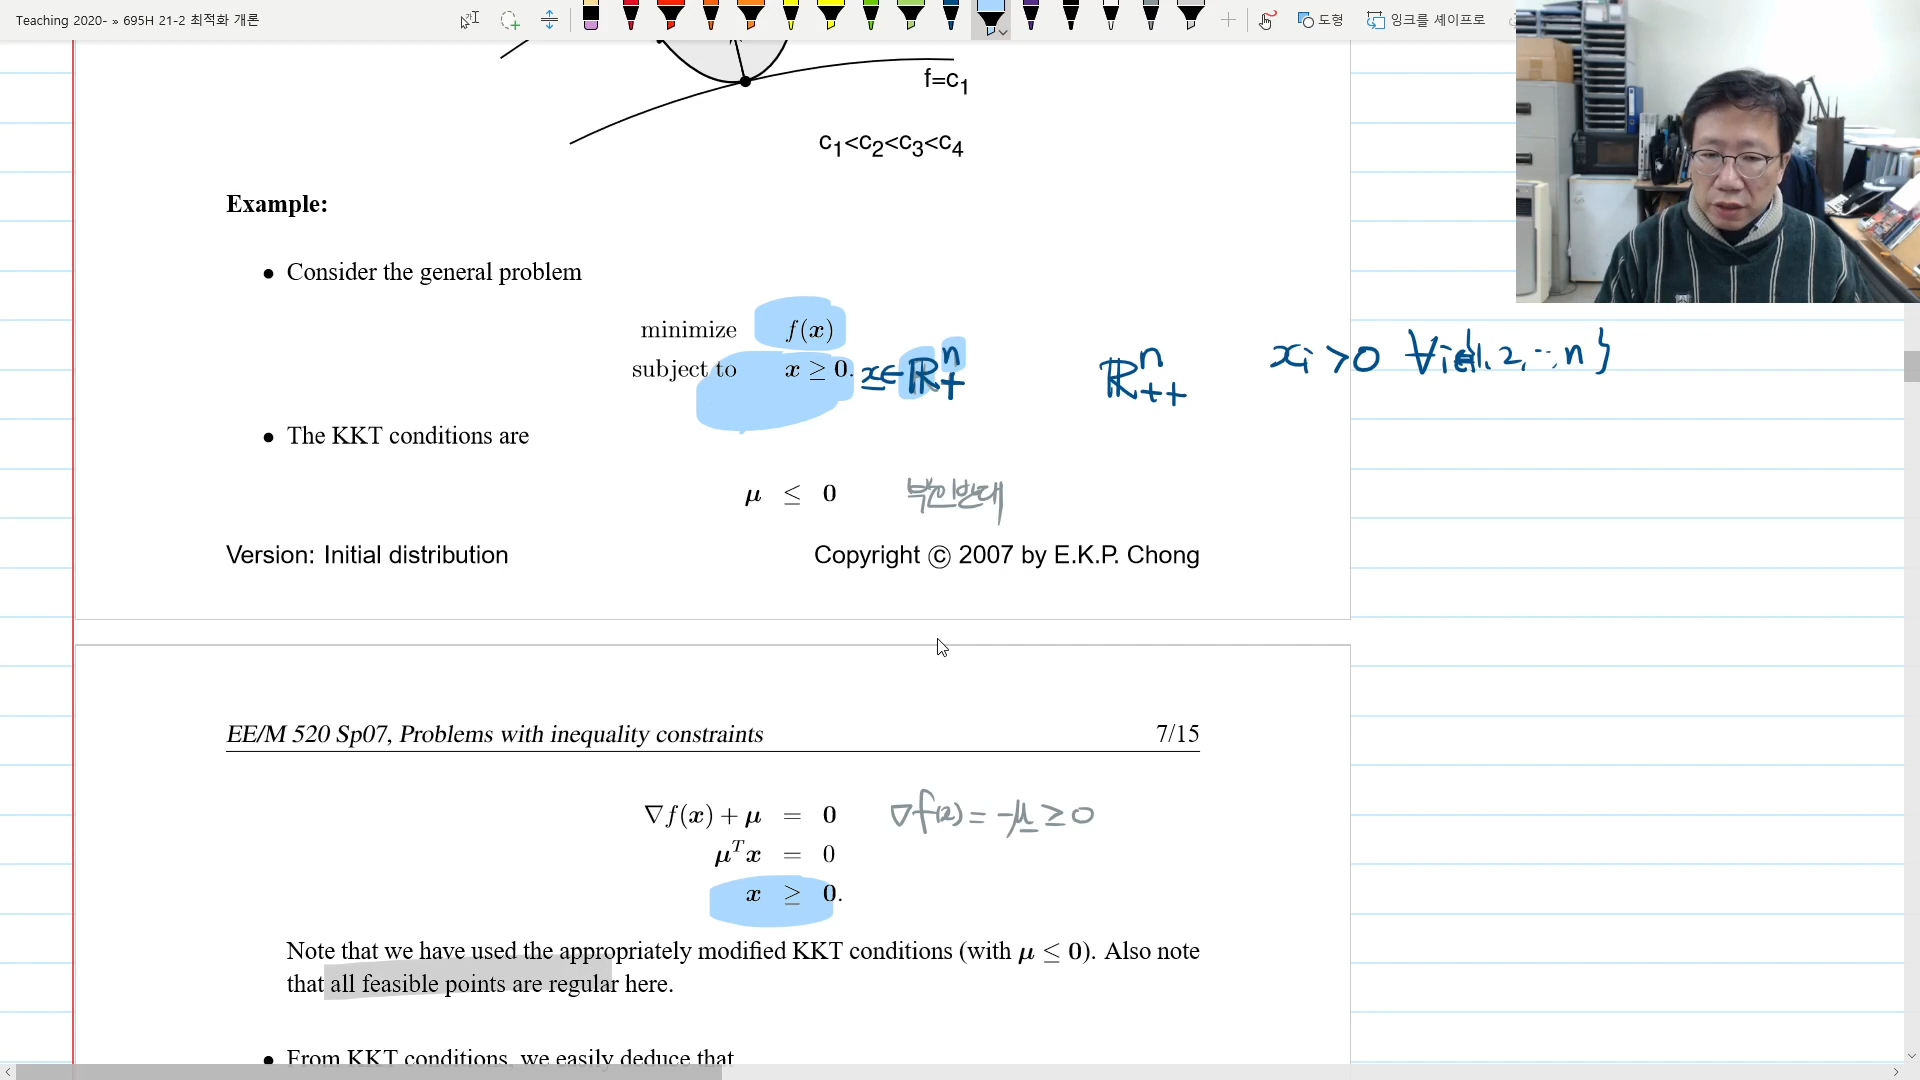 Teaching 2020- » 695H 21-2 최적화 개론
도형
잉크를 셰이프로
f=c1
c1<c2<c3<c4
Example:
• Consider the general problem
minimize f(x)
subject to x ≥ 0. x∈ℝ₊ⁿ ℝ₊₊ⁿ xi >0 ∀i∈{1, 2, ⋯, n}
• The KKT conditions are
μ ≤ 0 부호반대
Version: Initial distribution Copyright © 2007 by E.K.P. Chong
EE/M 520 Sp07, Problems with inequality constraints 7/15
∇f(x) + μ = 0 ∇f(x) = -μ ≥ 0
μᵀx = 0
x ≥ 0.
Note that we have used the appropriately modified KKT conditions (with μ ≤ 0). Also note
that all feasible points are regular here.
• From KKT conditions, we easily deduce that